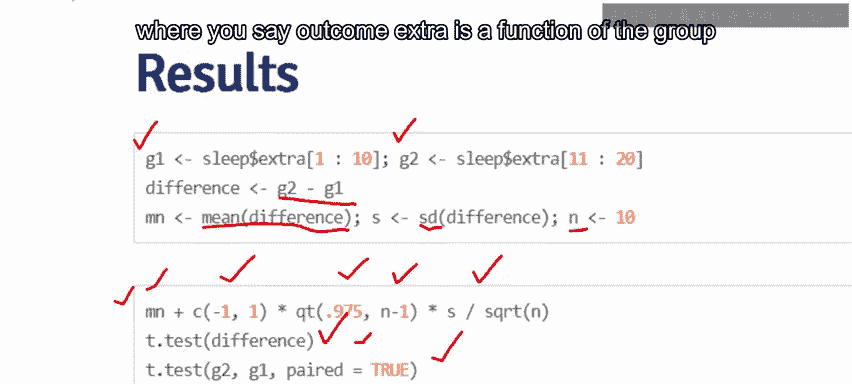 where you say outcome extra is a function of the group
Results
g1 <- sleep$extra[1 : 10]; g2 <- sleep$extra[11 : 20]
difference <- g2 - g1
mn <- mean(difference); s <- sd(difference); n <- 10
mn + c(-1, 1) * qt(.975, n-1) * s / sqrt(n)
t.test(difference)
t.test(g2, g1, paired = TRUE)